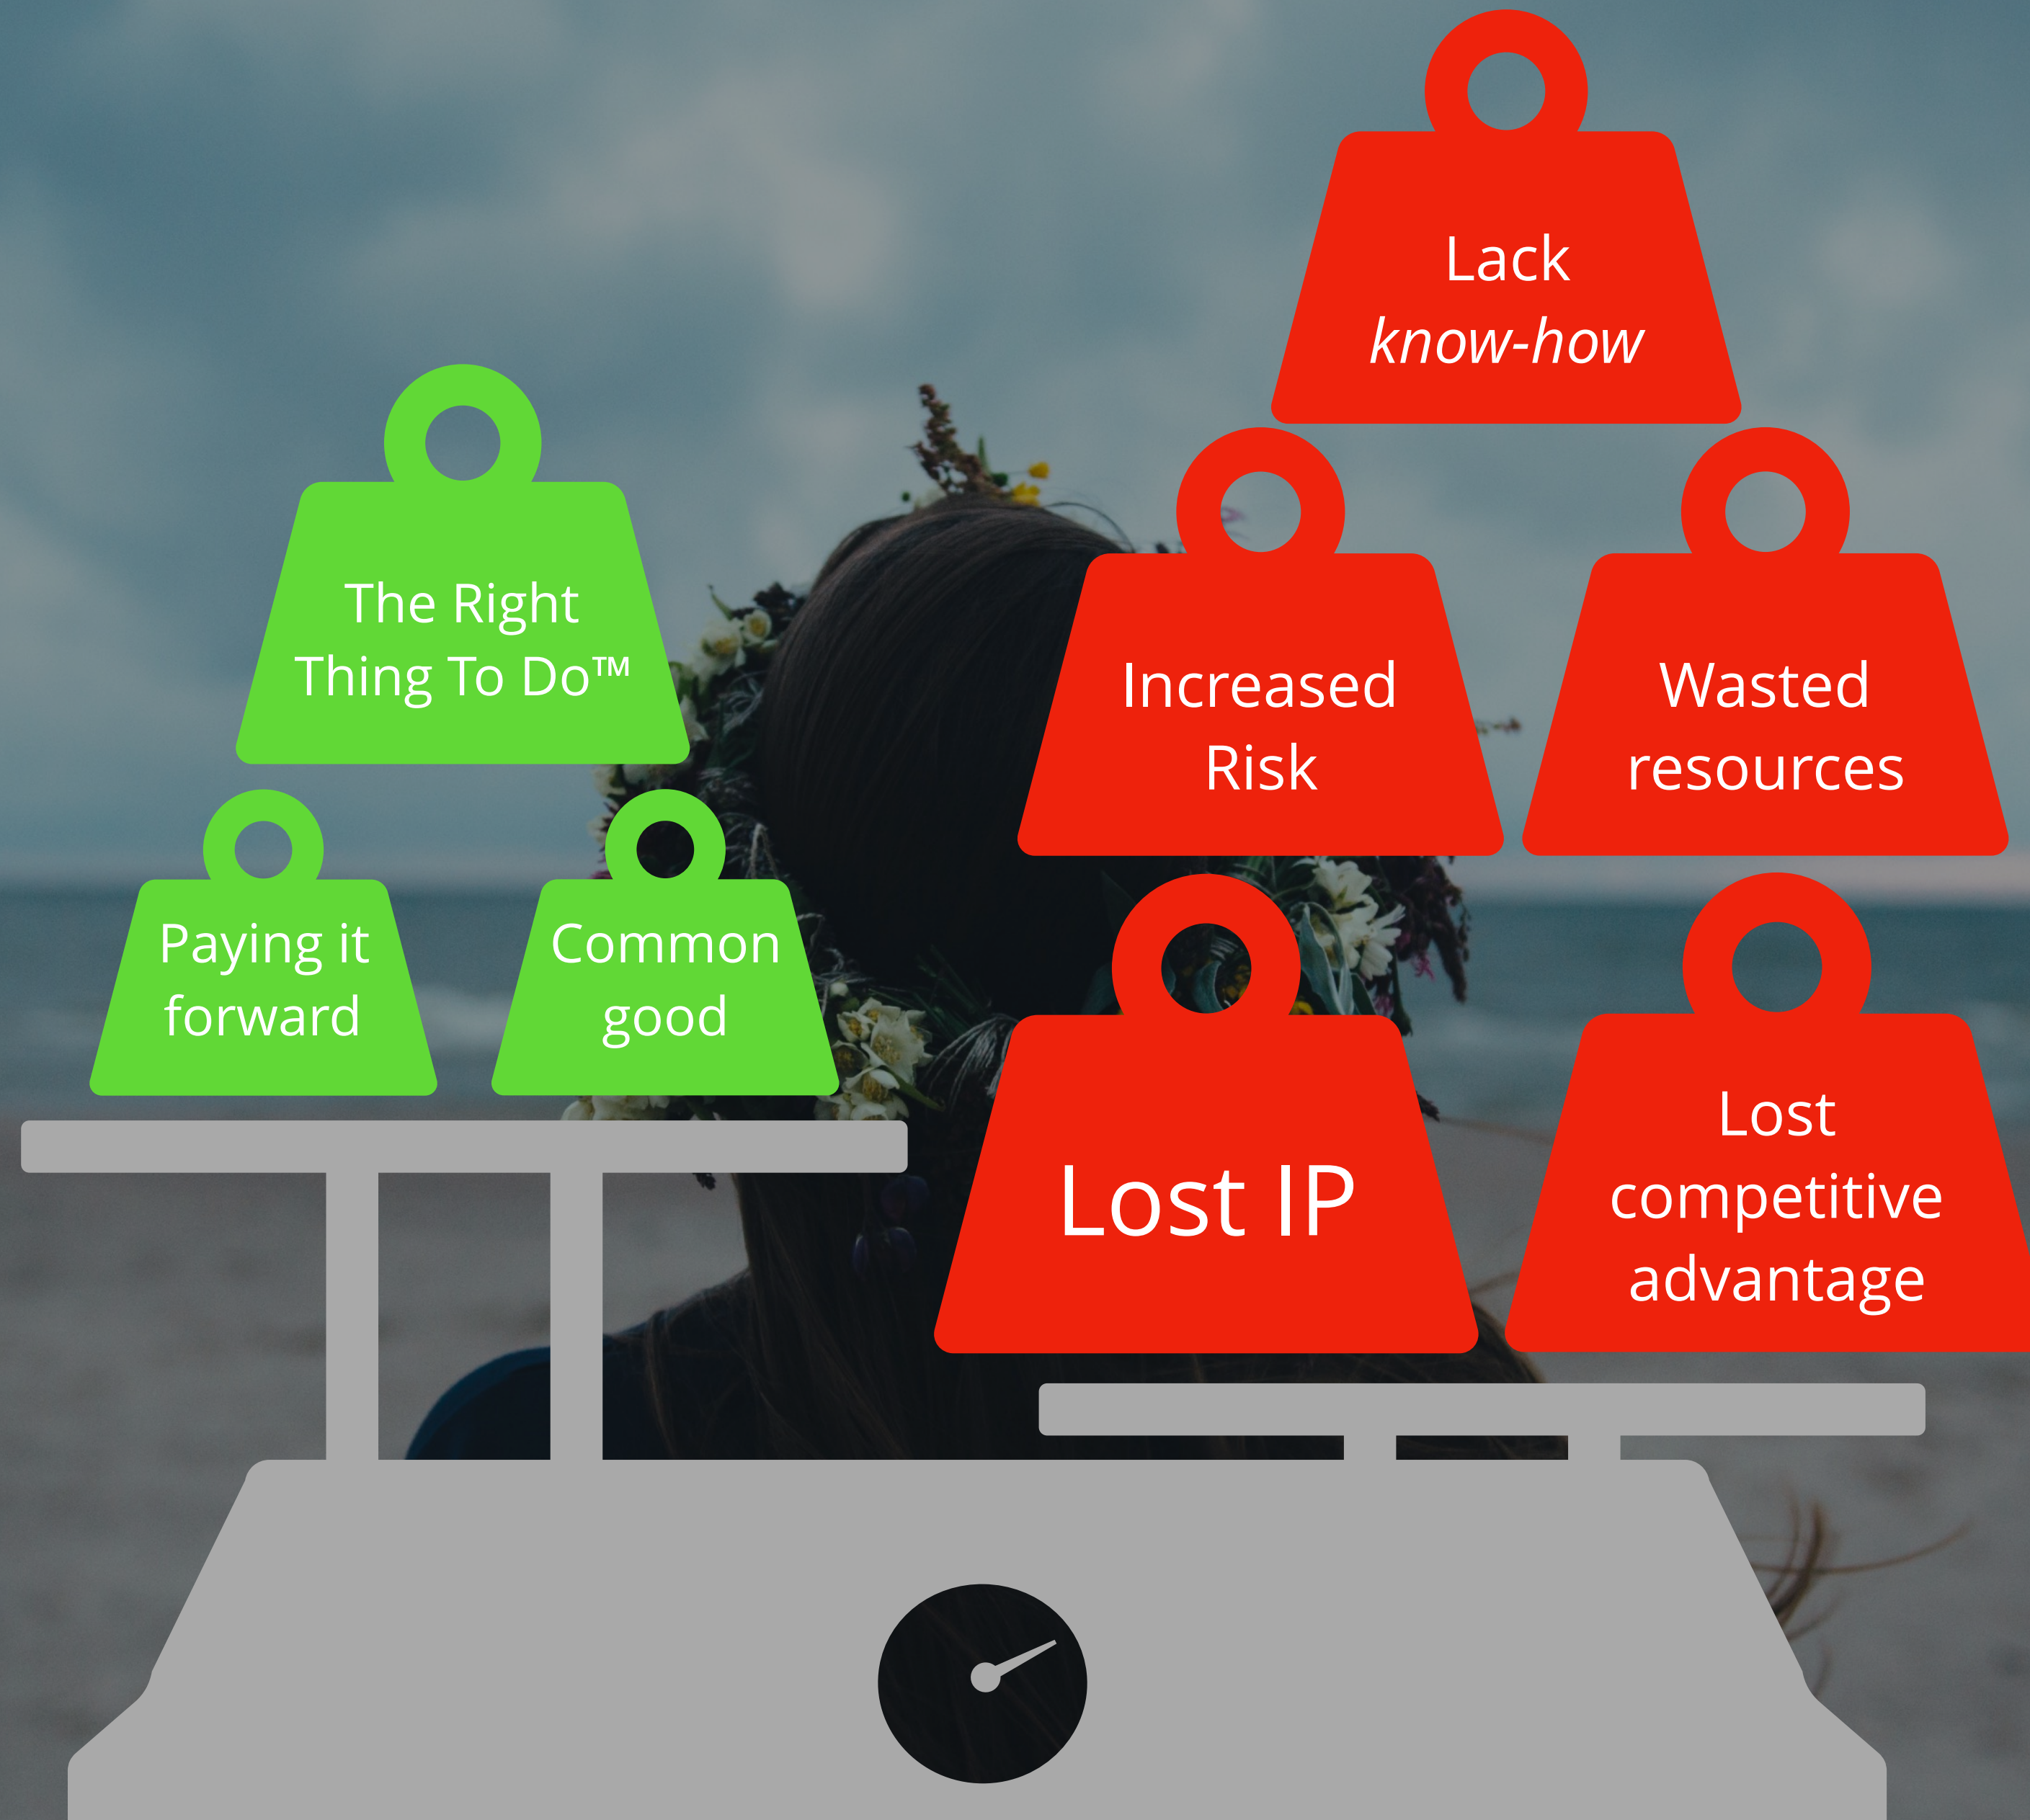 Lack
know-how
The Right
Thing To Do™
Increased
Risk
Wasted
resources
Paying it
forward
Common
good
Lost IP
Lost
competitive
advantage